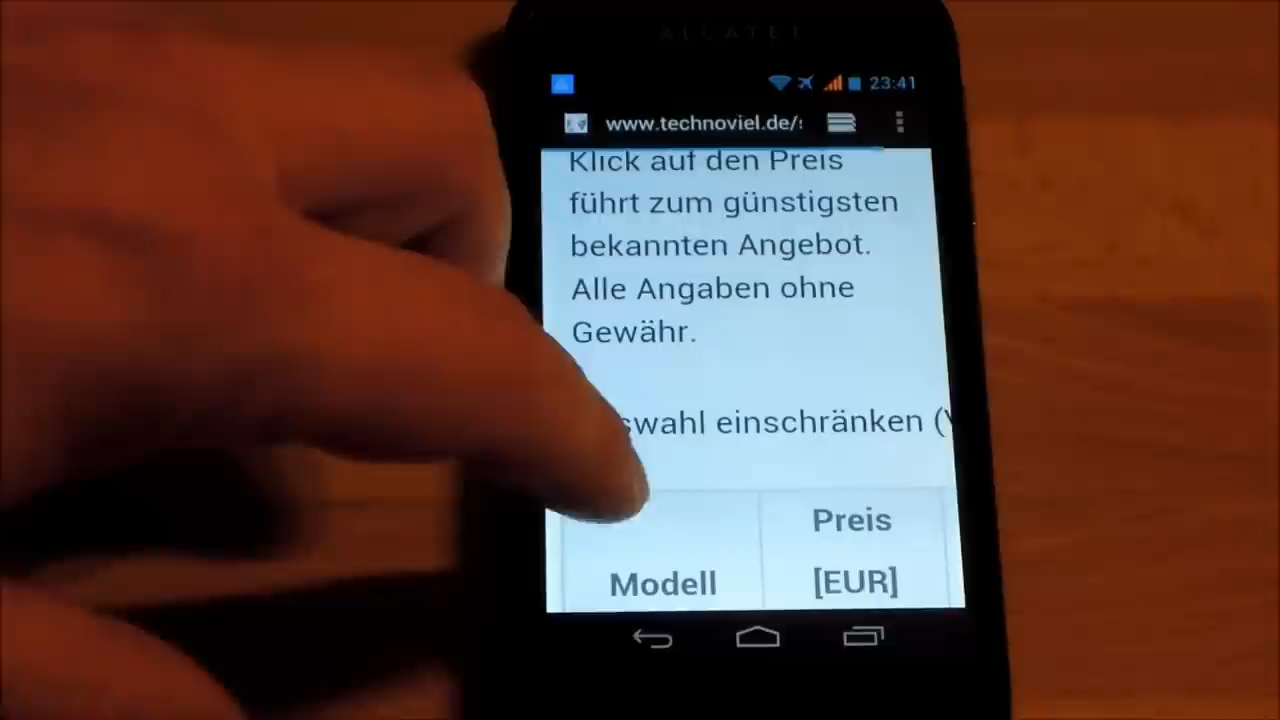 ALCATEL
23:41
www.technoviel.de/s
Klick auf den Preis
führt zum günstigsten
bekannten Angebot.
Alle Angaben ohne
Gewähr.
swahl einschränken (V
Preis
Modell [EUR]